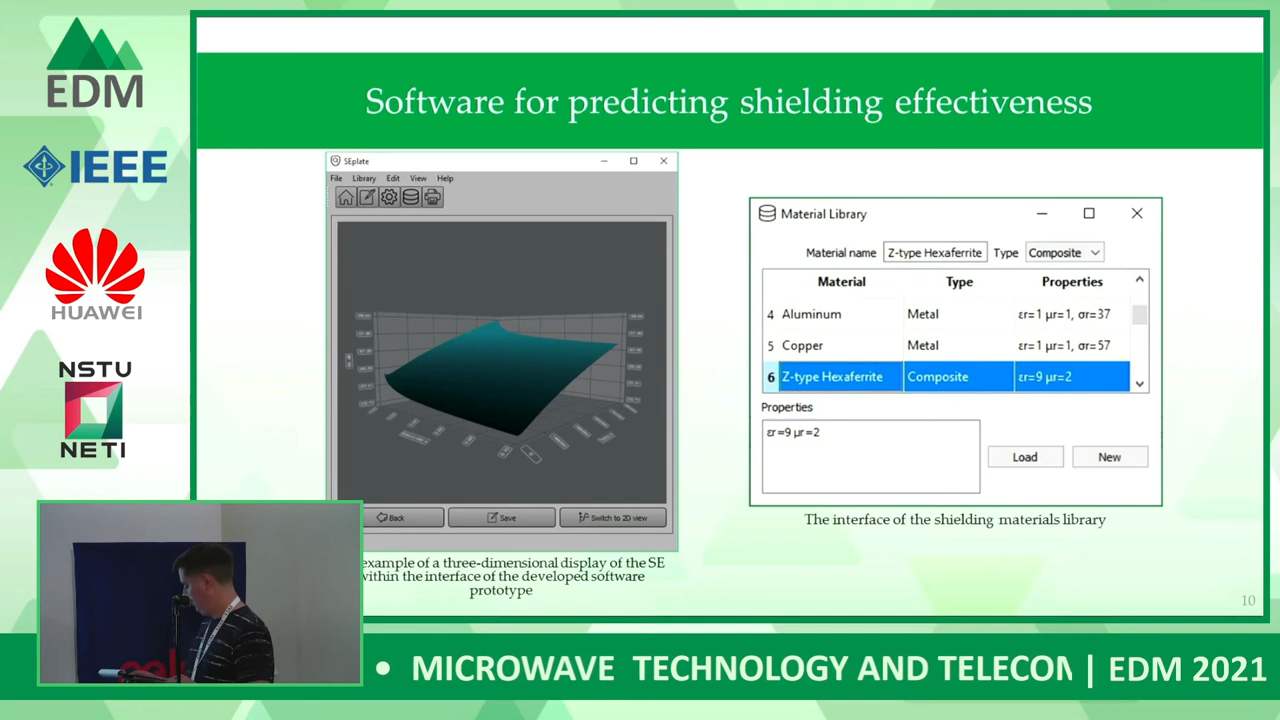 EDM
IEEE
HUAWEI
NSTU
NETI
Software for predicting shielding effectiveness
SEplate
File Library Edit View Help
Back
Save
Switch to 2D view
example of a three-dimensional display of the SE
within the interface of the developed software
prototype
Material Library
Material name Z-type Hexaferrite Type Composite
Material Type Properties
4 Aluminum Metal εr=1 μr=1, σr=37
5 Copper Metal εr=1 μr=1, σr=57
6 Z-type Hexaferrite Composite εr=9 μr=2
Properties
εr=9 μr=2
Load
New
The interface of the shielding materials library
10
• MICROWAVE TECHNOLOGY AND TELECOM | EDM 2021